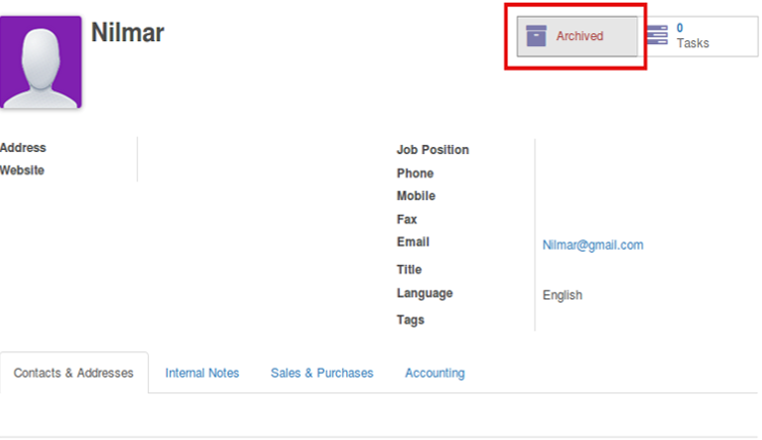 Nilmar
Archived
0
Tasks
Address
Website
Job Position
Phone
Mobile
Fax
Email Nilmar@gmail.com
Title
Language English
Tags
Contacts & Addresses Internal Notes Sales & Purchases Accounting